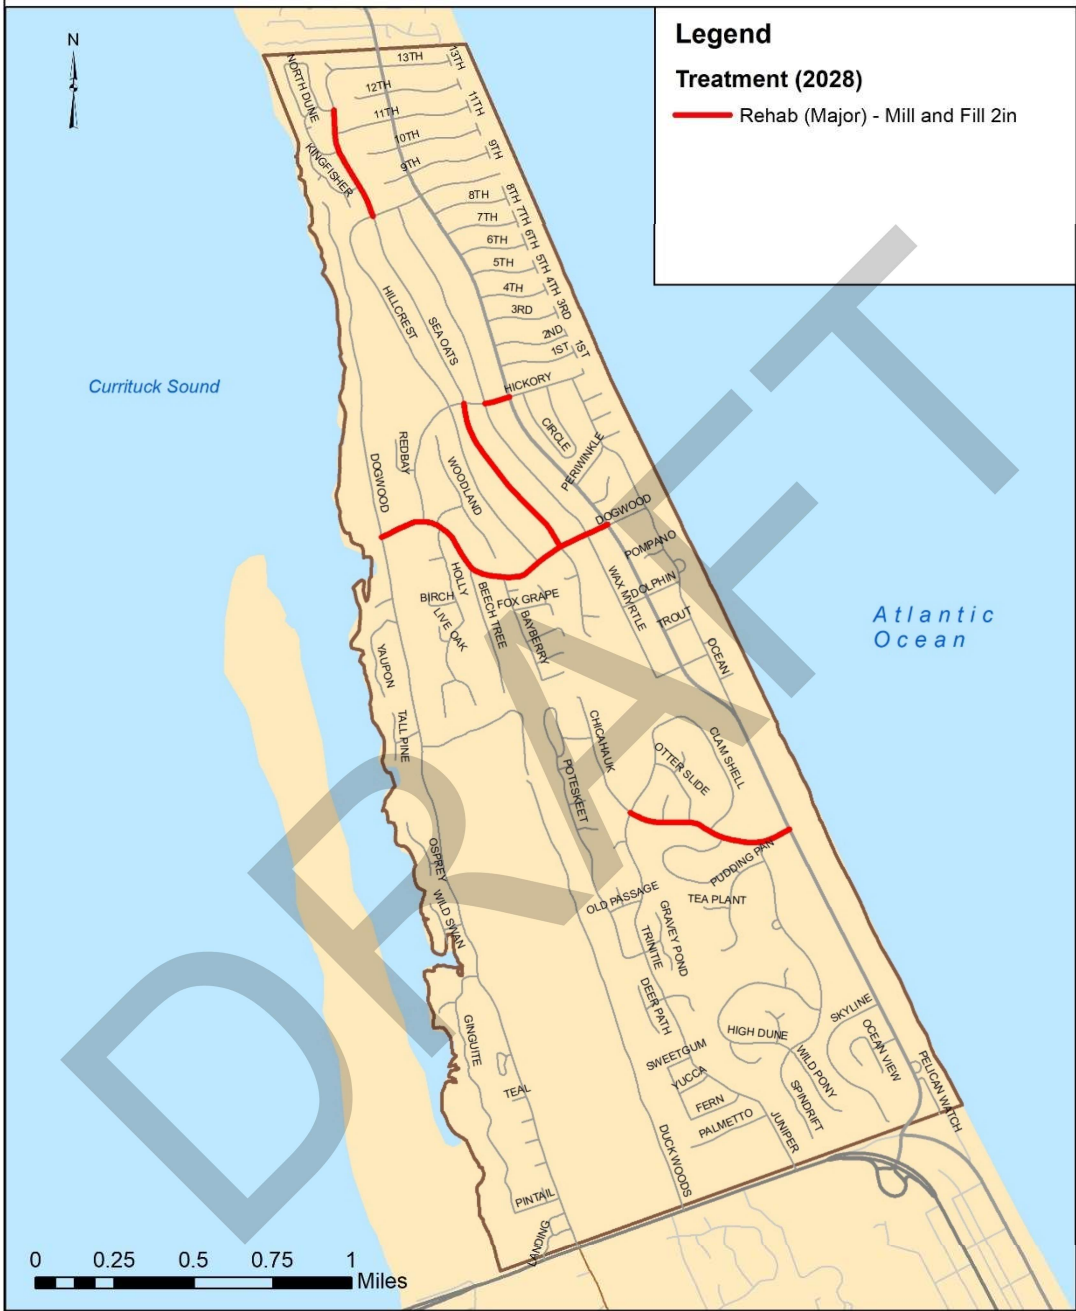 Legend
Treatment (2028)
Rehab (Major) - Mill and Fill 2in
N
13TH
13TH
NORTH DUNE
12TH
11TH
11TH
10TH
9TH
9TH
KINGFISHER
8TH
8TH
7TH
7TH
6TH
6TH
5TH
5TH
4TH
4TH
3RD
3RD
2ND
1ST
1ST
HILLCREST
SEA OATS
Currituck Sound
HICKORY
CIRCLE
PERIWINKLE
REDBAY
DOGWOOD
WOODLAND
DOGWOOD
POMPANO
WAX MYRTLE
DOLPHIN
TROUT
OCEAN
HOLLY
BIRCH
LIVE OAK
BEECH TREE
FOX GRAPE
BAYBERRY
Atlantic
Ocean
YAUPON
TALL PINE
CHICAHAUK
OTTER SLIDE
CLAM SHELL
POTESKEET
OSPREY
WILD SWAN
PUDDING PAN
TEA PLANT
OLD PASSAGE
GRAVEY POND
TRINITIE
DEER PATH
GINGUITE
HIGH DUNE
SKYLINE
OCEAN VIEW
WILD PONY
SPINDRIFT
PELICAN WATCH
SWEETGUM
YUCCA
FERN
PALMETTO
JUNIPER
TEAL
DUCK WOODS
PINTAIL
LANDING
DRAFT
0 0.25 0.5 0.75 1
Miles